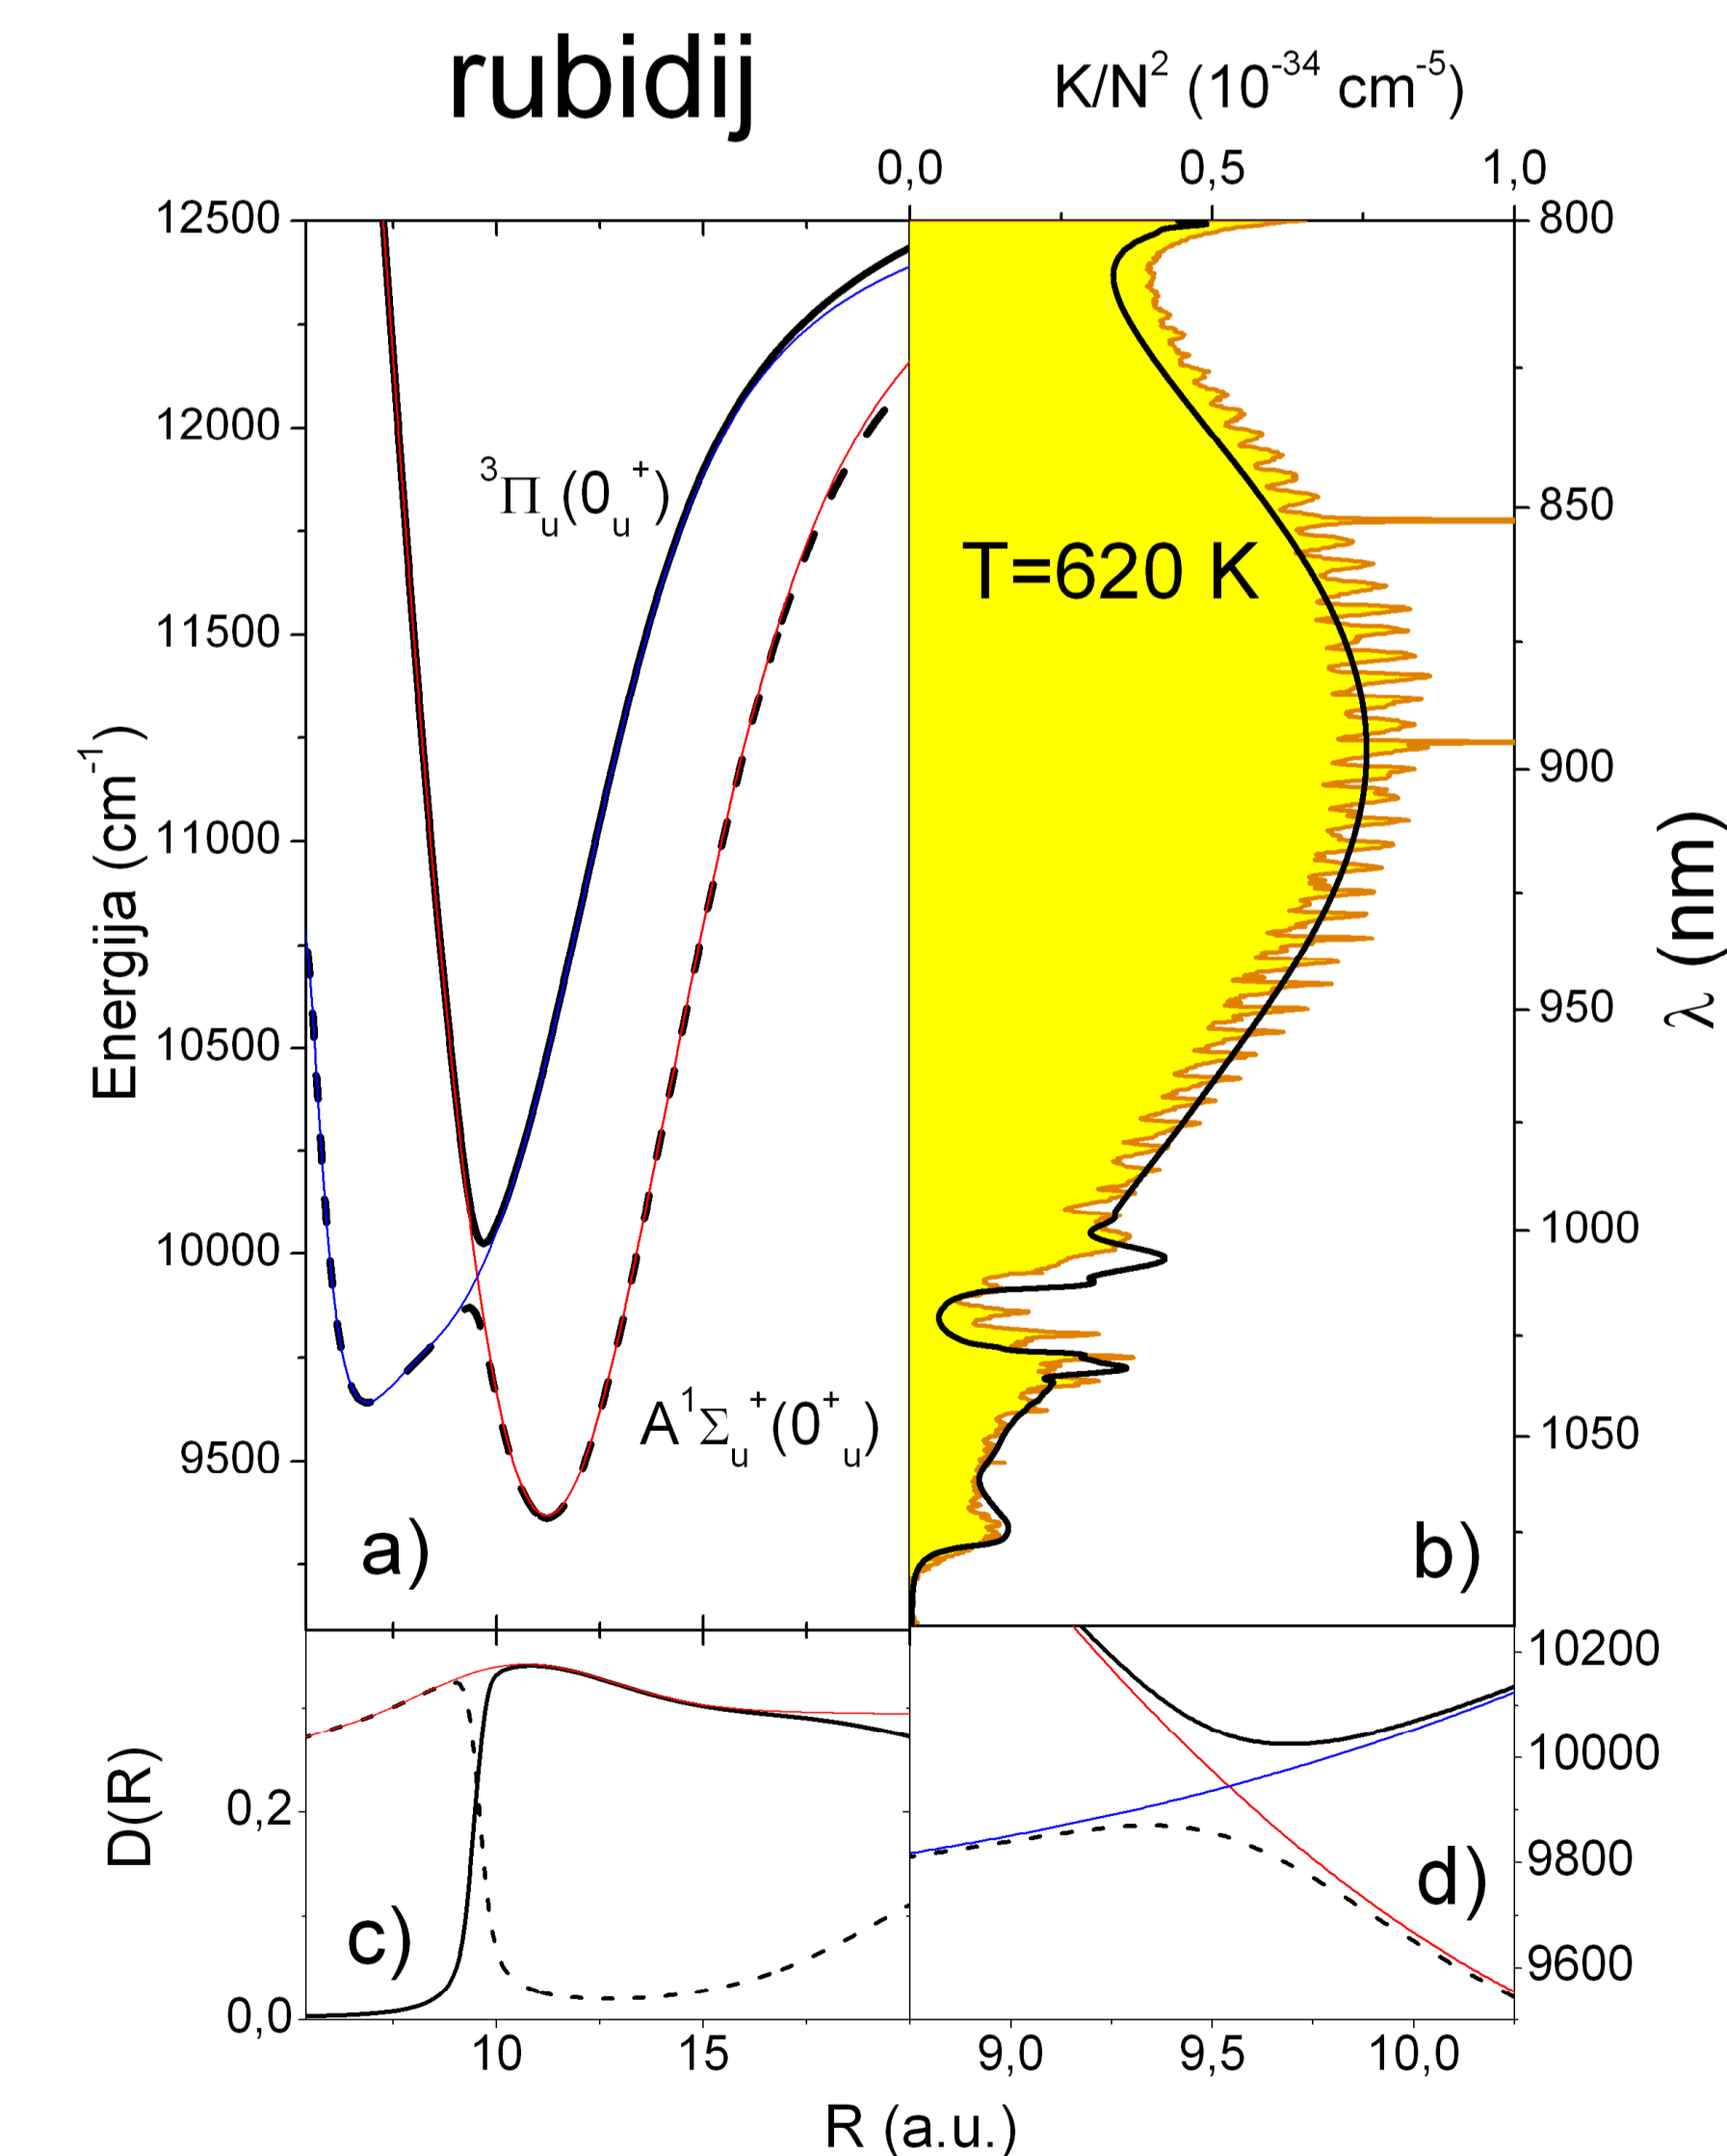 rubidij
K/N² (10⁻³⁴ cm⁻⁵)
0,0 0,5 1,0
12500
12000
11500
11000
10500
10000
9500
Energija (cm⁻¹)
³Πᵤ(0ᵤ⁺)
A¹Σᵤ⁺(0⁺ᵤ)
a)
T=620 K
800
850
900
950
1000
1050
λ (nm)
b)
D(R)
0,2
0,0
c)
10 15
10200
10000
9800
9600
d)
9,0 9,5 10,0
R (a.u.)